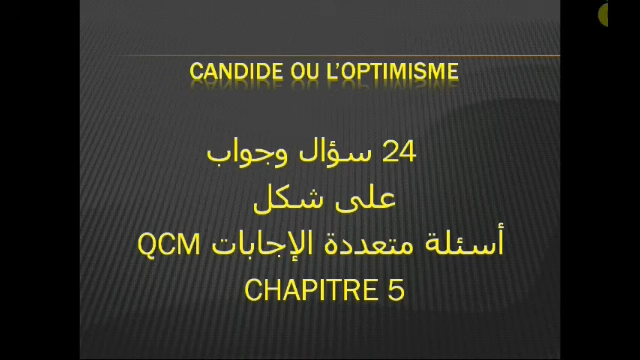 CANDIDE OU L'OPTIMISME
24 سؤال وجواب
على شكل
أسئلة متعددة الإجابات QCM
CHAPITRE 5